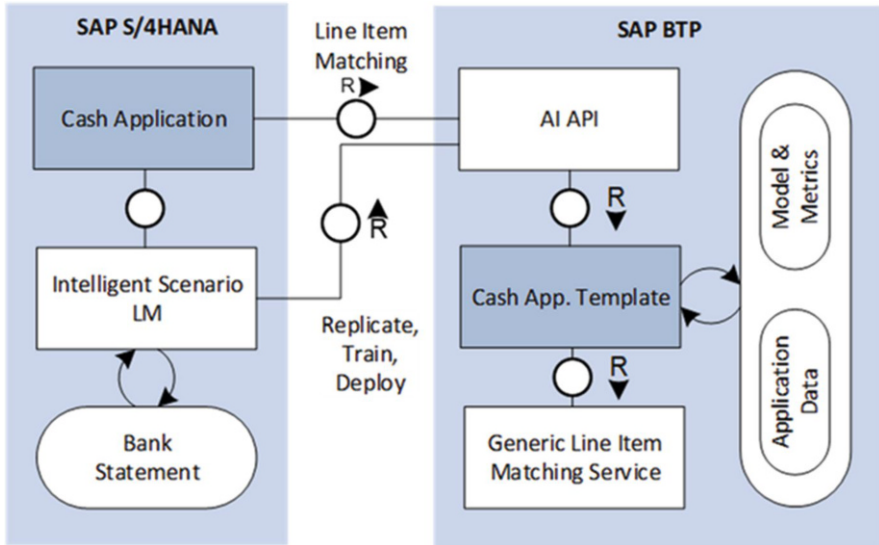 SAP S/4HANA
Cash Application
Intelligent Scenario
LM
Bank
Statement
Line Item
Matching
R
R
Replicate,
Train,
Deploy
SAP BTP
AI API
R
Cash App. Template
R
Generic Line Item
Matching Service
Model &
Metrics
Application
Data